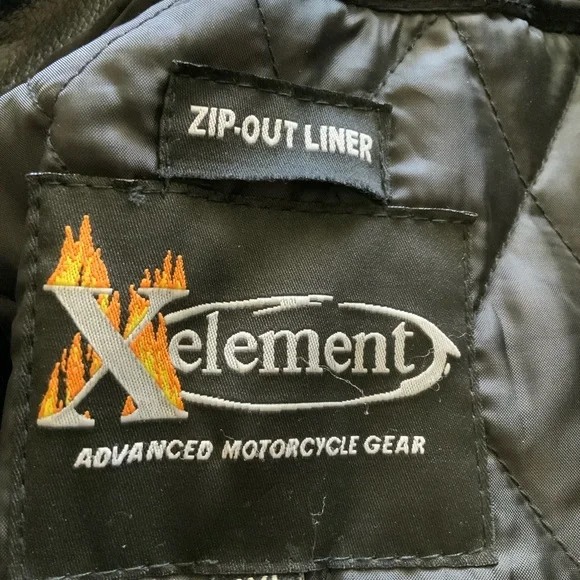 ZIP-OUT LINER
Xelement
ADVANCED MOTORCYCLE GEAR